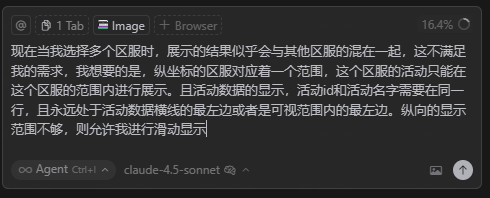 @ 1 Tab Image + Browser 16.4%
现在当我选择多个区服时，展示的结果似乎会与其他区服的混在一起，这不满足
我的需求，我想要的是，纵坐标的区服对应着一个范围，这个区服的活动只能在
这个区服的范围内进行展示。且活动数据的显示，活动id和活动名字需要在同一
行，且永远处于活动数据横线的最左边或者是可视范围内的最左边。纵向的显示
范围不够，则允许我进行滑动显示
Agent Ctrl+I claude-4.5-sonnet